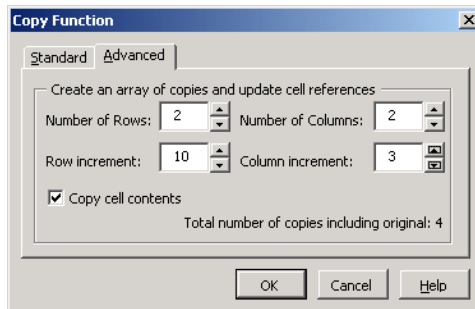 Copy Function
Standard Advanced
Create an array of copies and update cell references
Number of Rows: 2 Number of Columns: 2
Row increment: 10 Column increment: 3
Copy cell contents
Total number of copies including original: 4
OK Cancel Help